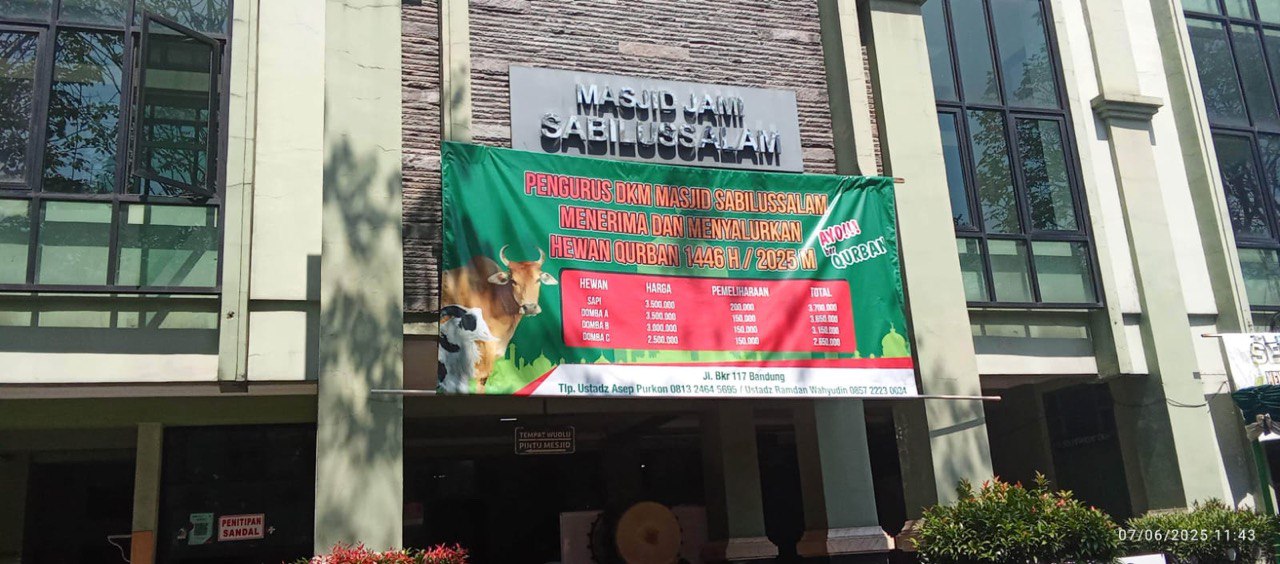 MASJID JAMI
SABILUSSALAM
PENGURUS DKM MASJID SABILUSSALAM
MENERIMA DAN MENYALURKAN
HEWAN QURBAN 1446 H / 2025 M
AYO!!!
QURBAN
HEWAN HARGA PEMELIHARAAN TOTAL
SAPI 3.500.000 200.000 3.700.000
DOMBA A 3.500.000 150.000 3.650.000
DOMBA B 3.000.000 150.000 3.150.000
DOMBA C 2.500.000 150.000 2.650.000
Jl. Bkr 117 Bandung
Tlp. Ustadz Asep Purkon 0813 2464 5695 / Ustadz Ramdan Wahyudin 0857 2223 0634
TEMPAT WUDLU
PINTU MESJID
PENITIPAN
SANDAL
07/06/2025 11:43